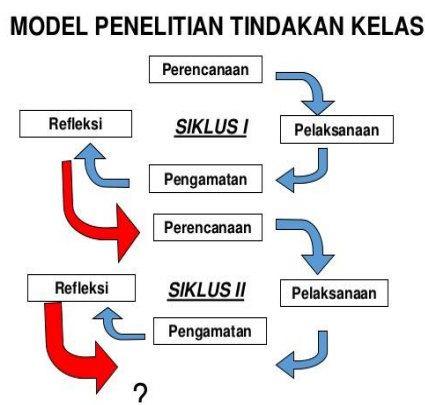 MODEL PENELITIAN TINDAKAN KELAS
Perencanaan
Refleksi
SIKLUS I
Pelaksanaan
Pengamatan
Perencanaan
Refleksi
SIKLUS II
Pelaksanaan
Pengamatan
?